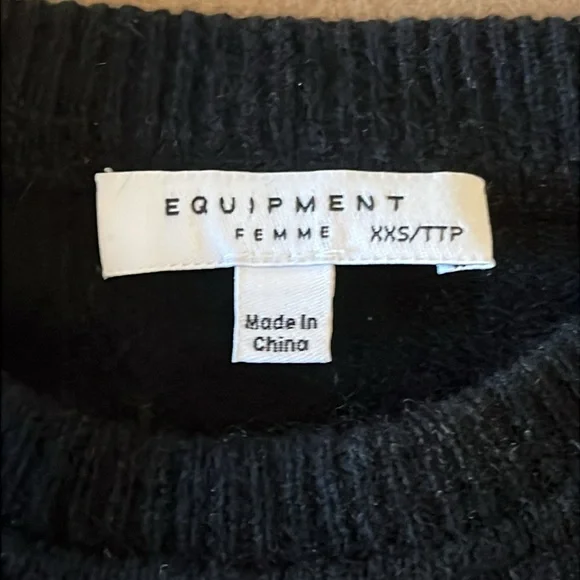 EQUIPMENT
FEMME XXS/TTP
Made In
China